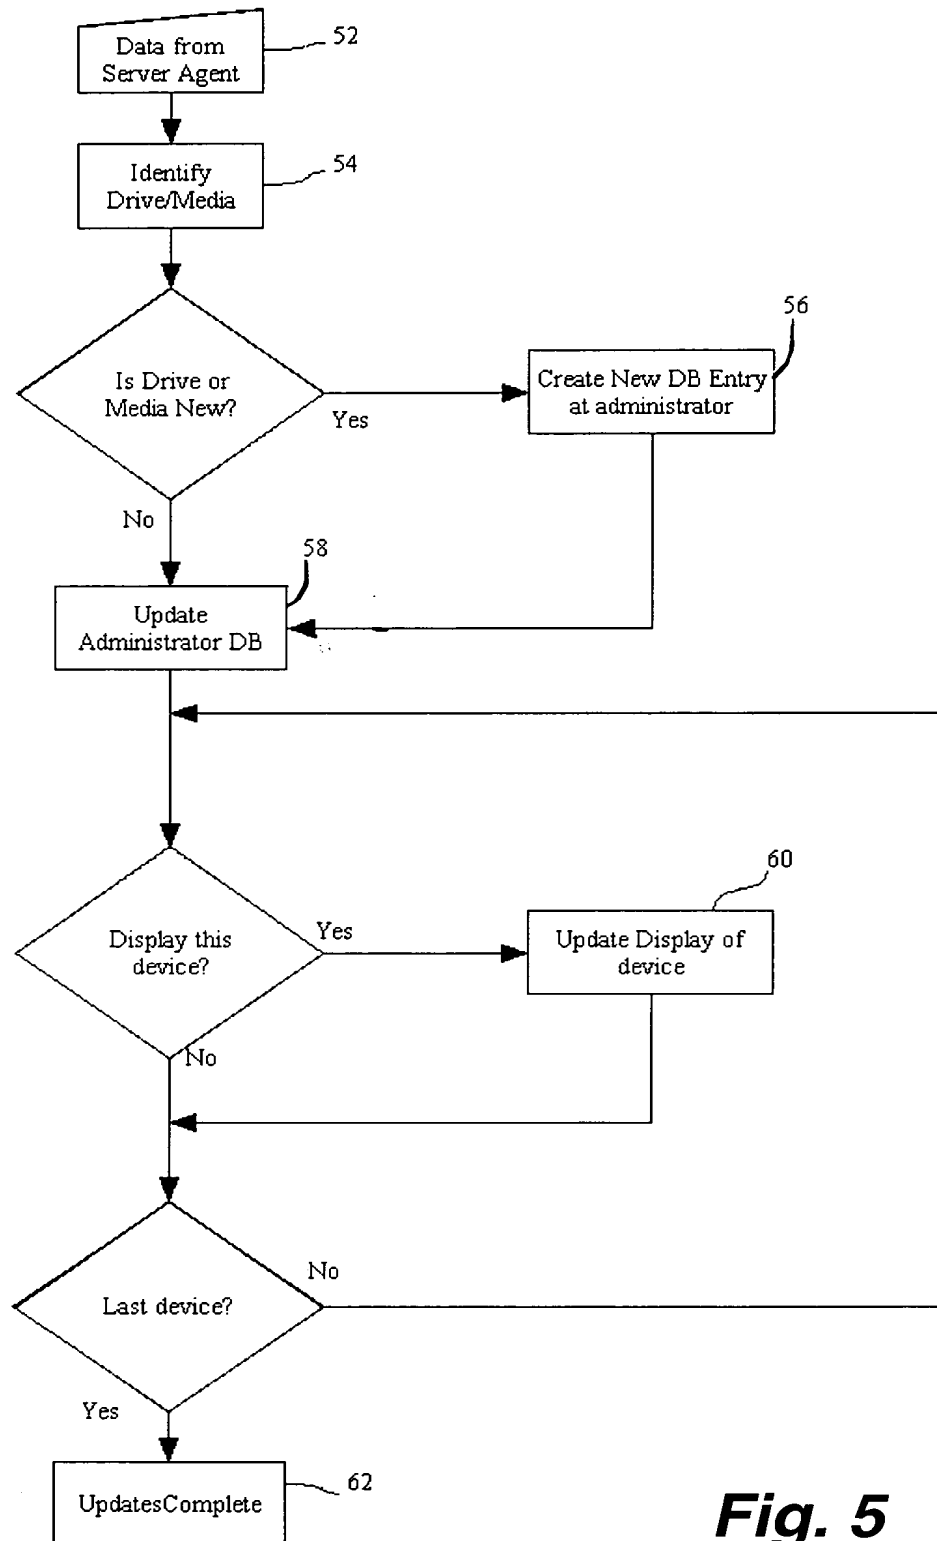 Data from
Server Agent
52
Identify
Drive/Media
54
Is Drive or
Media New?
Yes
56
Create New DB Entry
at administrator
No
58
Update
Administrator DB
60
Display this
device?
Yes
Update Display of
device
No
Last device?
No
Yes
UpdatesComplete
62
Fig. 5